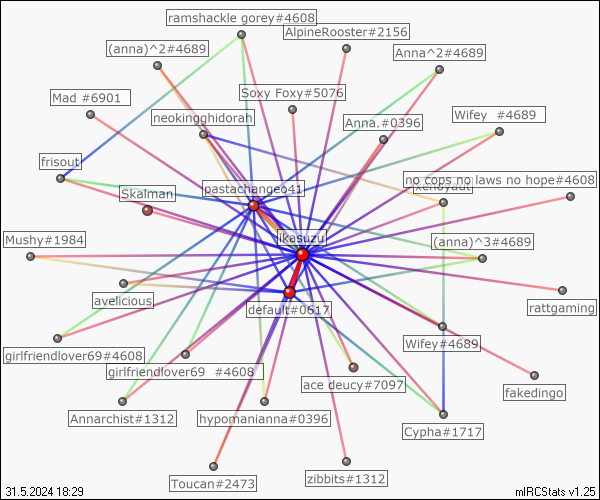 ramshackle gorey#4608
AlpineRooster#2156
(anna)^2#4689
Anna^2#4689
Mad #6901
Soxy Foxy#5076
neokingghidorah
Anna.#0396
Wifey #4689
frisout
Skalman
pastachangeo41
no cops no laws no hope#4608
ikasuzu
Mushy#1984
(anna)^3#4689
avelicious
default#0617
rattgaming
girlfriendlover69#4608
girlfriendlover69 #4608
Wifey#4689
ace deucy#7097
fakedingo
Annarchist#1312
hypomanianna#0396
Cypha#1717
Toucan#2473
zibbits#1312
31.5.2024 18:29
mIRCStats v1.25